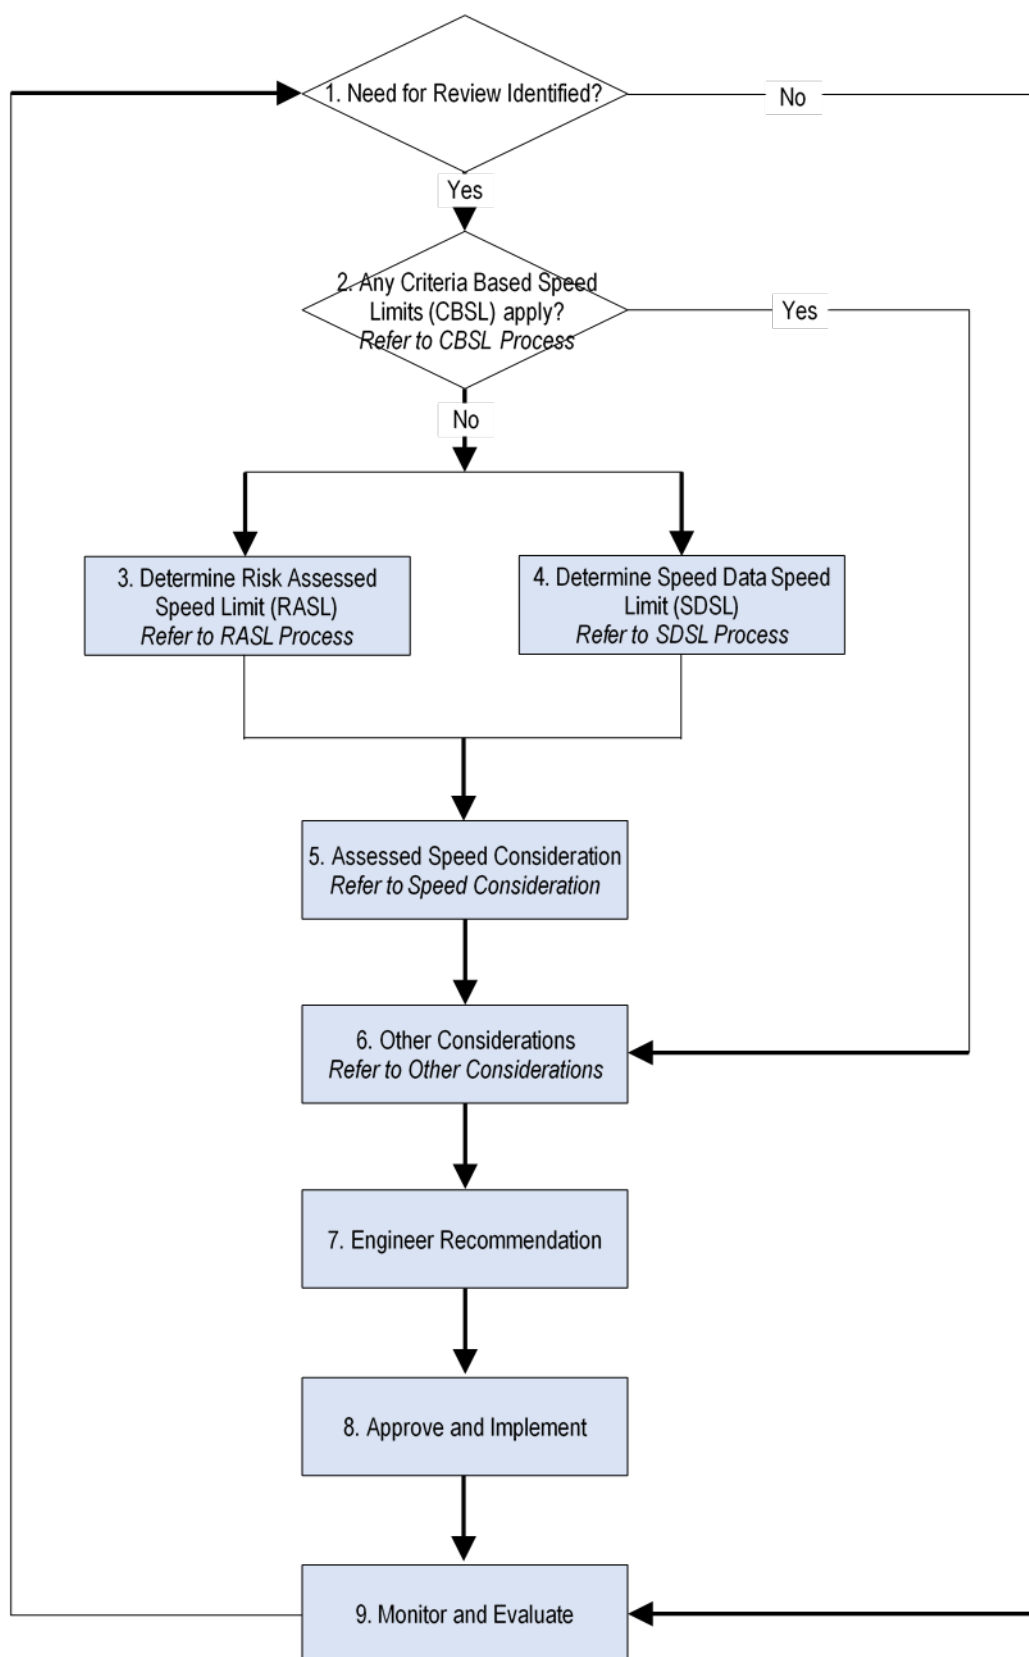 1. Need for Review Identified?
No
Yes
2. Any Criteria Based Speed
Limits (CBSL) apply?
Refer to CBSL Process
Yes
No
3. Determine Risk Assessed
Speed Limit (RASL)
Refer to RASL Process
4. Determine Speed Data Speed
Limit (SDSL)
Refer to SDSL Process
5. Assessed Speed Consideration
Refer to Speed Consideration
6. Other Considerations
Refer to Other Considerations
7. Engineer Recommendation
8. Approve and Implement
9. Monitor and Evaluate